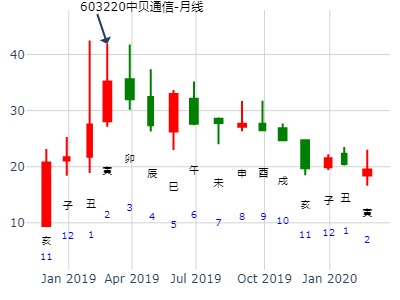 603220中贝通信-月线
40
30
20
10
亥 子 丑 寅 卯 辰 巳 午 未 申 酉 戌 亥 子 丑 寅
11 12 1 2 3 4 5 6 7 8 9 10 11 12 1 2
Jan 2019 Apr 2019 Jul 2019 Oct 2019 Jan 2020